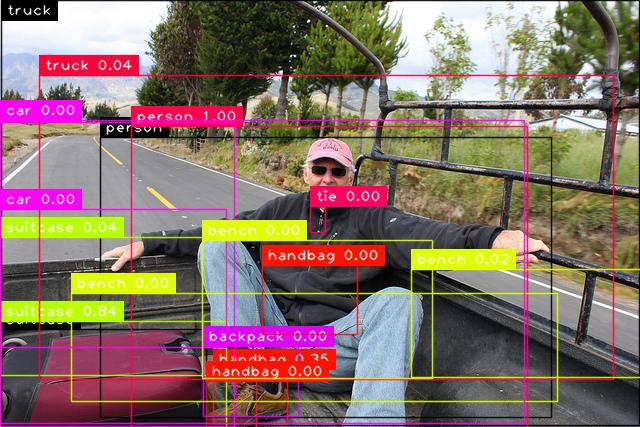 truck
truck 0.04
car 0.00
person 1.00
person
tie 0.00
car 0.00
suitcase 0.04
bench 0.00
handbag 0.00
bench 0.02
bench 0.00
suitcase 0.84
backpack 0.00
handbag 0.35
handbag 0.00